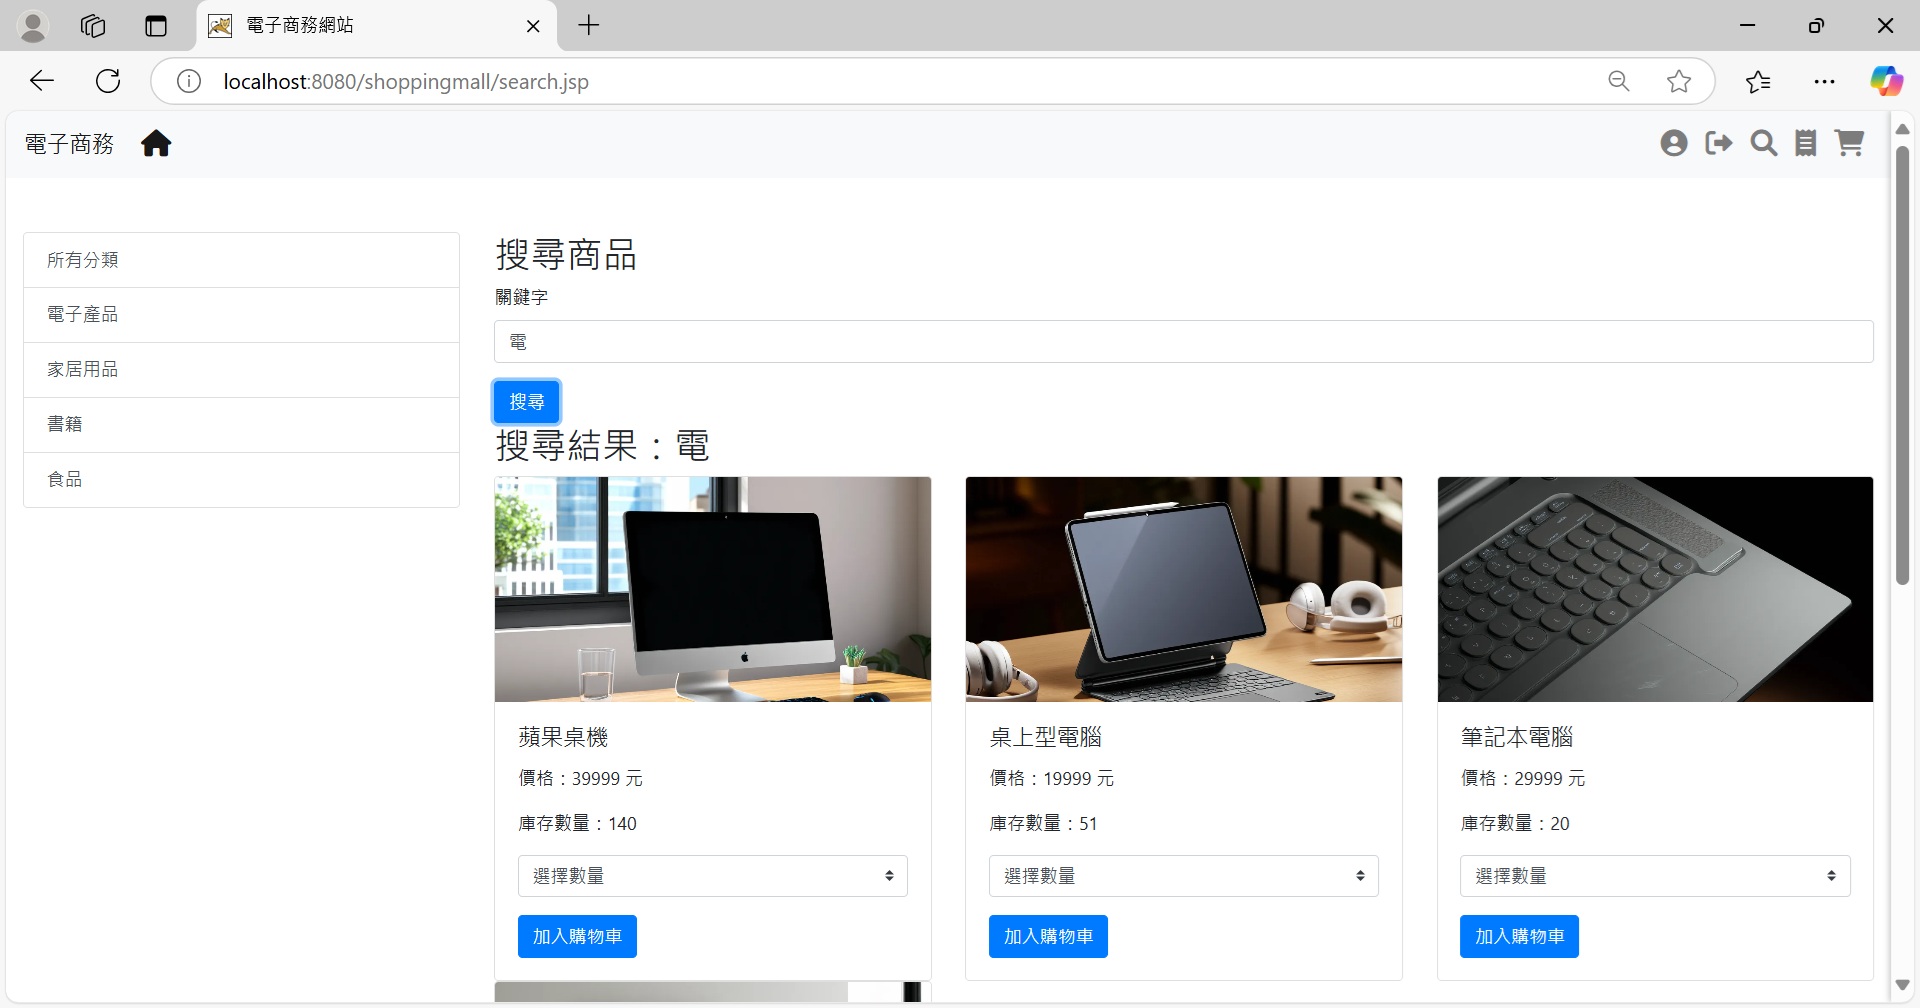 電子商務網站
localhost:8080/shoppingmall/search.jsp
電子商務
所有分類
電子產品
家居用品
書籍
食品
搜尋商品
關鍵字
電
搜尋
搜尋結果：電
蘋果桌機
價格：39999 元
庫存數量：140
選擇數量
加入購物車
桌上型電腦
價格：19999 元
庫存數量：51
選擇數量
加入購物車
筆記本電腦
價格：29999 元
庫存數量：20
選擇數量
加入購物車